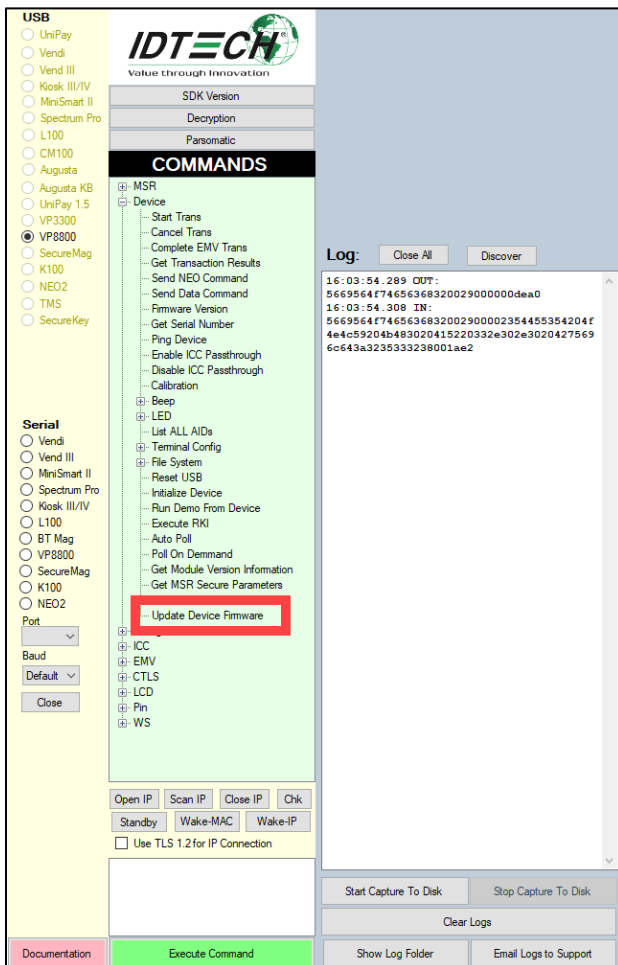 USB
UniPay
Vendi
Vend III
Kiosk III/IV
MiniSmart II
Spectrum Pro
L100
CM100
Augusta
Augusta KB
UniPay 1.5
VP3300
VP8800
SecureMag
K100
NEO2
TMS
SecureKey
Serial
Vendi
Vend III
MiniSmart II
Spectrum Pro
Kiosk III/IV
L100
BT Mag
VP8800
SecureMag
K100
NEO2
Port
Baud
Default
Close
Documentation
IDTECH®
Value through Innovation
SDK Version
Decryption
Parsomatic
COMMANDS
MSR
Device
Start Trans
Cancel Trans
Complete EMV Trans
Get Transaction Results
Send NEO Command
Send Data Command
Firmware Version
Get Serial Number
Ping Device
Enable ICC Passthrough
Disable ICC Passthrough
Calibration
Beep
LED
List ALL AIDs
Terminal Config
File System
Reset USB
Initialize Device
Run Demo From Device
Execute RKI
Auto Poll
Poll On Demmand
Get Module Version Information
Get MSR Secure Parameters
Update Device Firmware
ICC
EMV
CTLS
LCD
Pin
WS
Open IP Scan IP Close IP Chk
Standby Wake-MAC Wake-IP
Use TLS 1.2 for IP Connection
Execute Command
Log: Close All Discover
16:03:54.289 OUT:
5669564f74656368320029000000dea0
16:03:54.308 IN:
5669564f7465636832002900002354455354204f
4e4c59204b483020415220332e302e3020427569
6c643a3235333238001ae2
Start Capture To Disk Stop Capture To Disk
Clear Logs
Show Log Folder Email Logs to Support